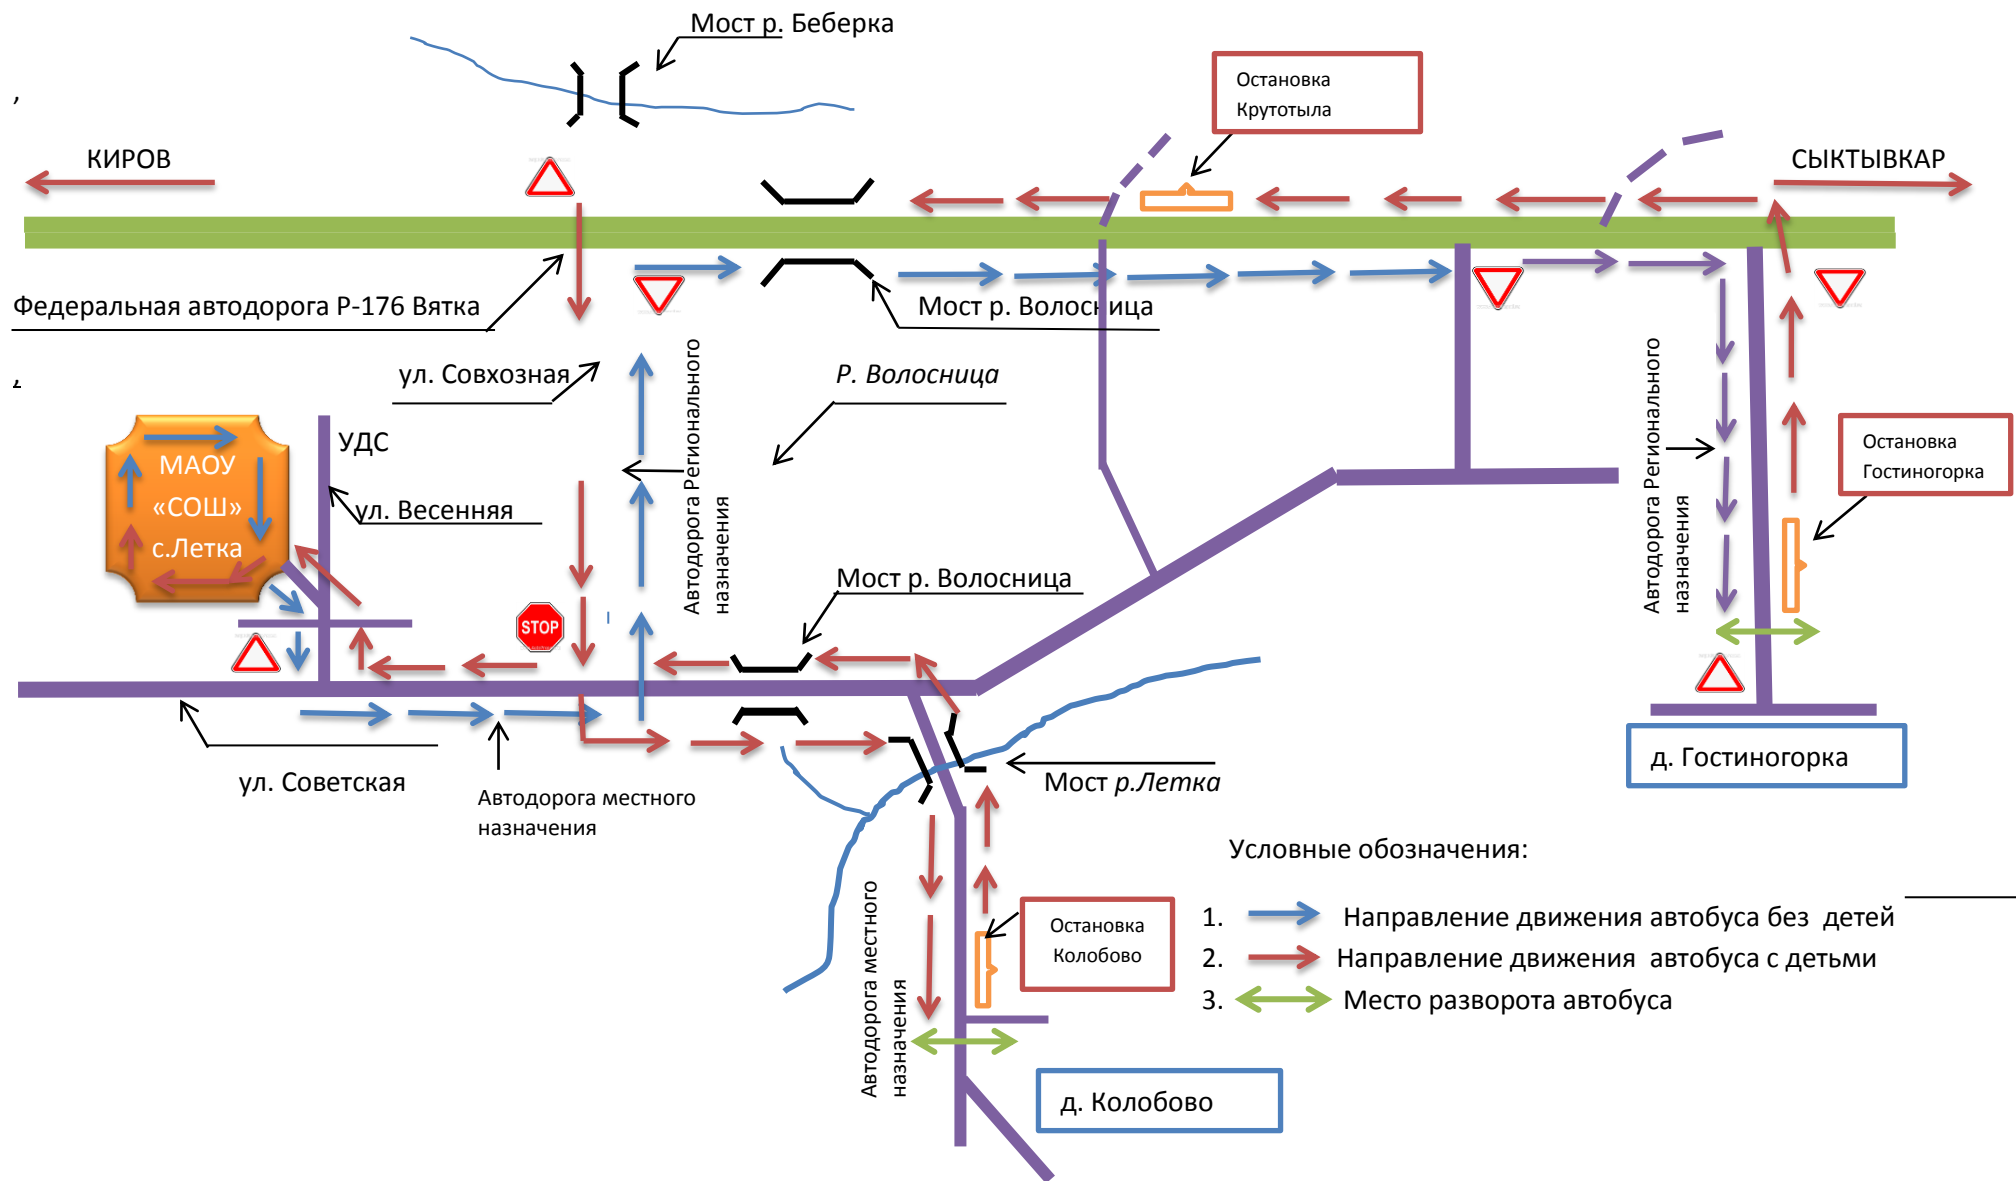 Мост р. Беберка
,
Остановка
Крутотыла
КИРОВ
СЫКТЫВКАР
Федеральная автодорога Р-176 Вятка
Мост р. Волосница
ул. Совхозная
Р. Волосница
,
Автодорога Регионального
назначения
Автодорога Регионального
назначения
УДС
МАОУ
«СОШ»
с.Летка
ул. Весенняя
Остановка
Гостиногорка
Мост р. Волосница
STOP
ул. Советская
Автодорога местного
назначения
Мост р.Летка
д. Гостиногорка
Автодорога местного
назначения
Остановка
Колобово
д. Колобово
Условные обозначения:
1. Направление движения автобуса без детей
2. Направление движения автобуса с детьми
3. Место разворота автобуса